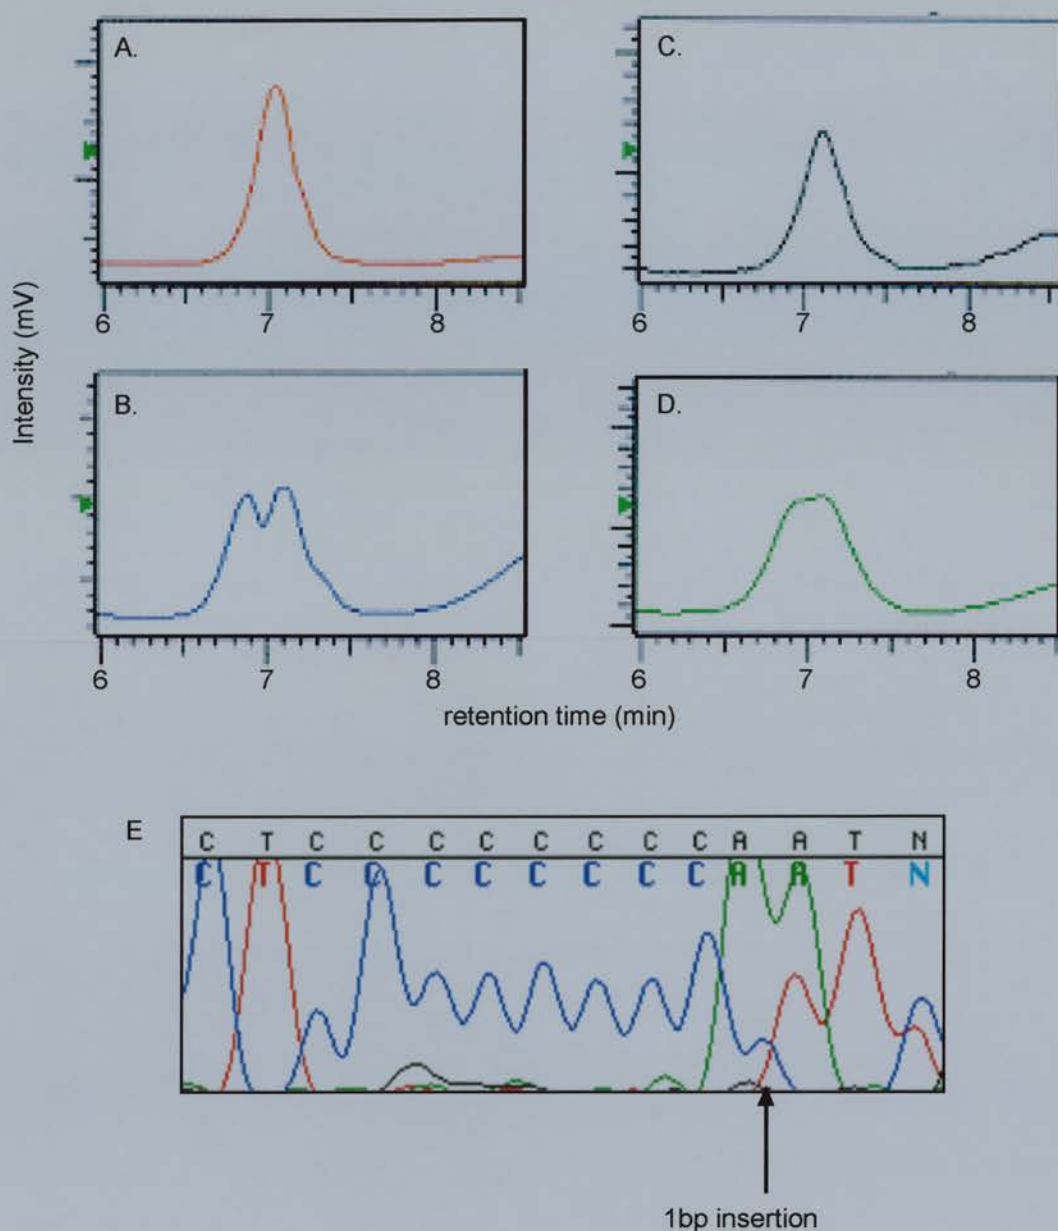 A.
C.
6 7 8
6 7 8
Intensity (mV)
B.
D.
6 7 8
6 7 8
retention time (min)
E
C T C C C C C C C C A A T N
C T C C C C C C C C A A T N
1bp insertion